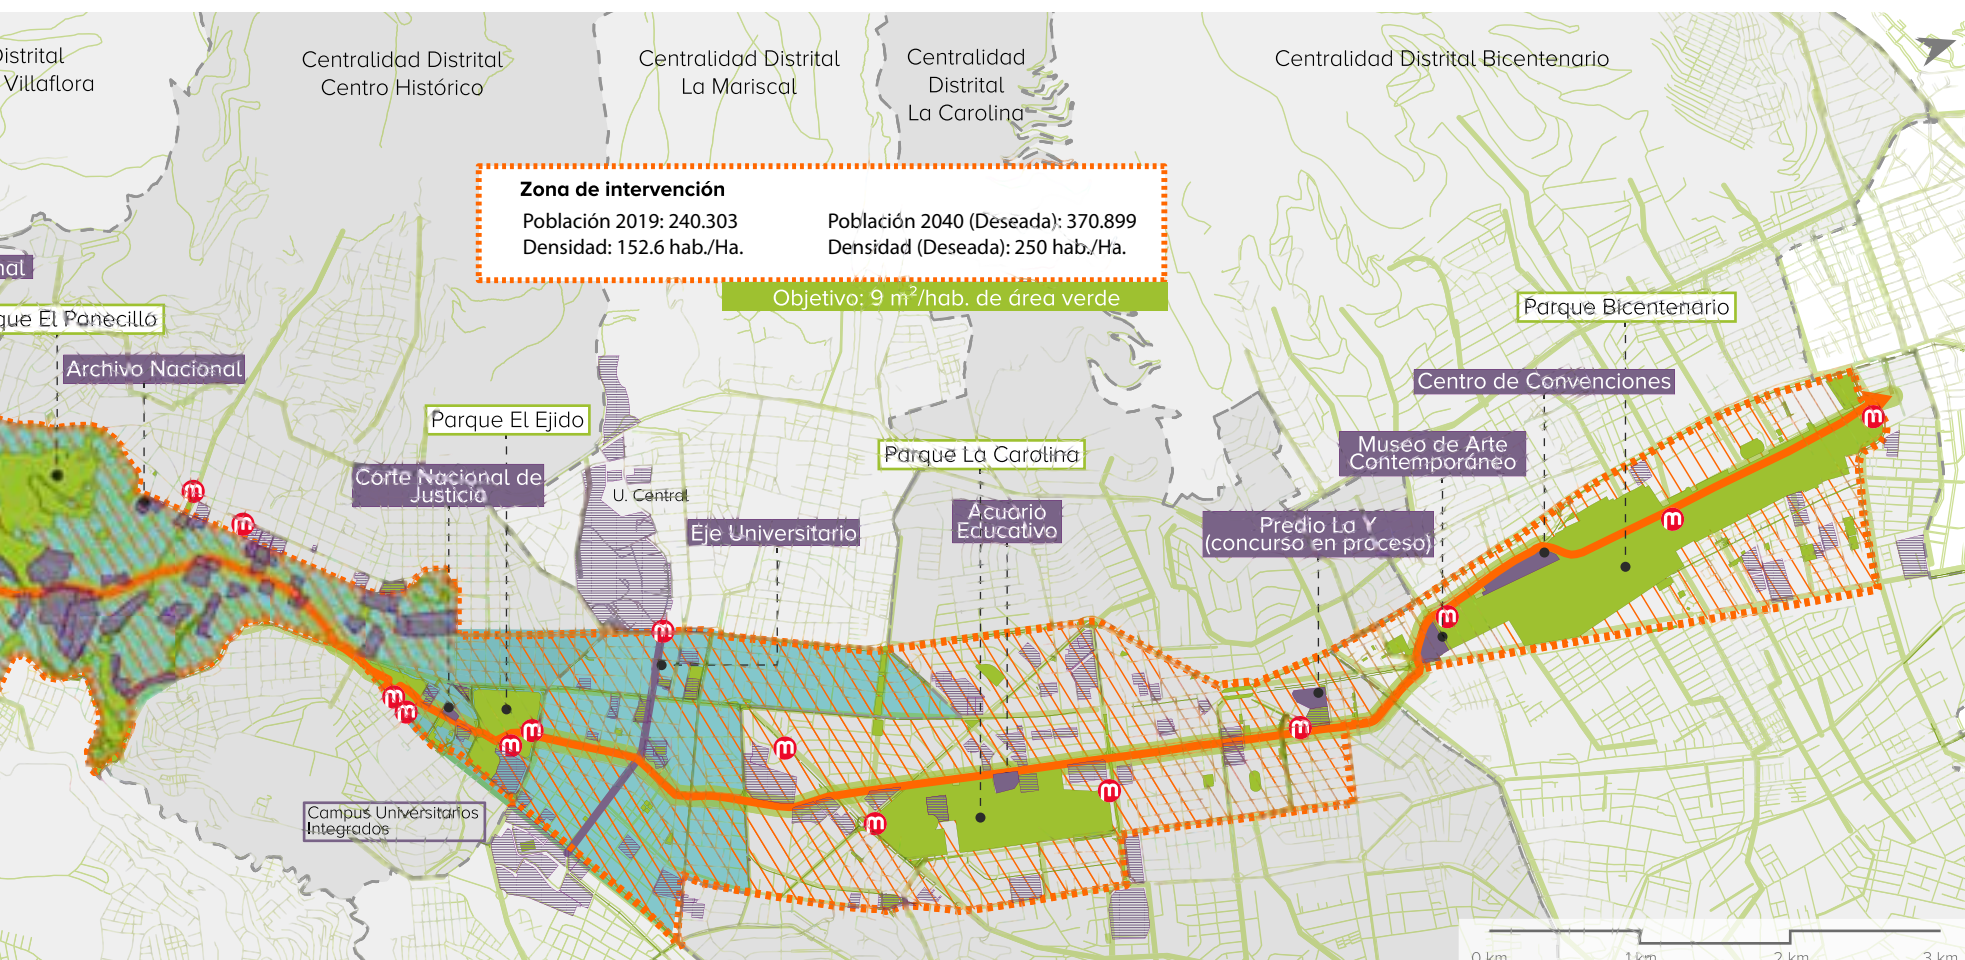 Distrital
Villaflora
Centralidad Distrital
Centro Histórico
Centralidad Distrital
La Mariscal
Centralidad
Distrital
La Carolina
Centralidad Distrital Bicentenario
Zona de intervención
Población 2019: 240.303
Densidad: 152.6 hab./Ha.
Población 2040 (Deseada): 370.899
Densidad (Deseada): 250 hab./Ha.
Objetivo: 9 m²/hab. de área verde
nal
que El Panecillo
Archivo Nacional
Parque El Ejido
Corte Nacional de
Justicia
U. Central
Eje Universitario
Parque La Carolina
Acuario
Educativo
Predio La Y
(concurso en proceso)
Museo de Arte
Contemporáneo
Centro de Convenciones
Parque Bicentenario
Campus Universitarios
Integrados
m
m
m
m
m
m
m
m
m
m
m
m
m
m
0 km
1 km
2 km
3 km